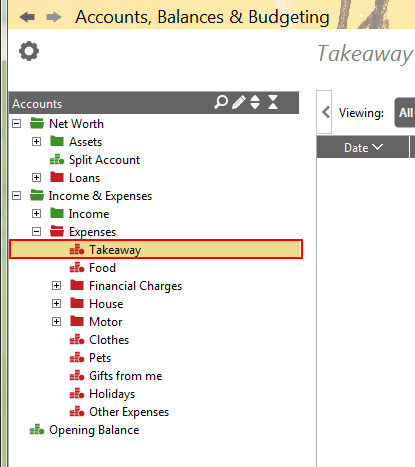 Accounts, Balances & Budgeting
Takeaway
Accounts
Viewing: All
Date
Net Worth
Assets
Split Account
Loans
Income & Expenses
Income
Expenses
Takeaway
Food
Financial Charges
House
Motor
Clothes
Pets
Gifts from me
Holidays
Other Expenses
Opening Balance